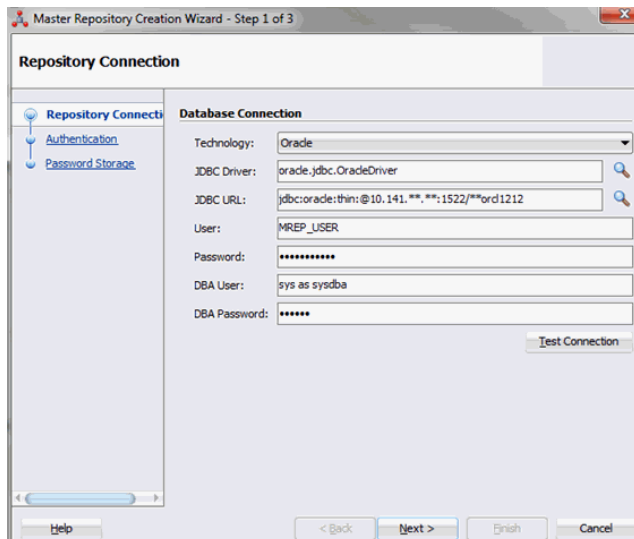 Master Repository Creation Wizard - Step 1 of 3
Repository Connection
Repository Connecti
Authentication
Password Storage
Database Connection
Technology: Oracle
JDBC Driver: oracle.jdbc.OracleDriver
JDBC URL: jdbc:oracle:thin:@10.141.**.**:1522/**orcl1212
User: MREP_USER
Password: •••••••••••
DBA User: sys as sysdba
DBA Password: ••••••
Test Connection
Help
< Back
Next >
Finish
Cancel